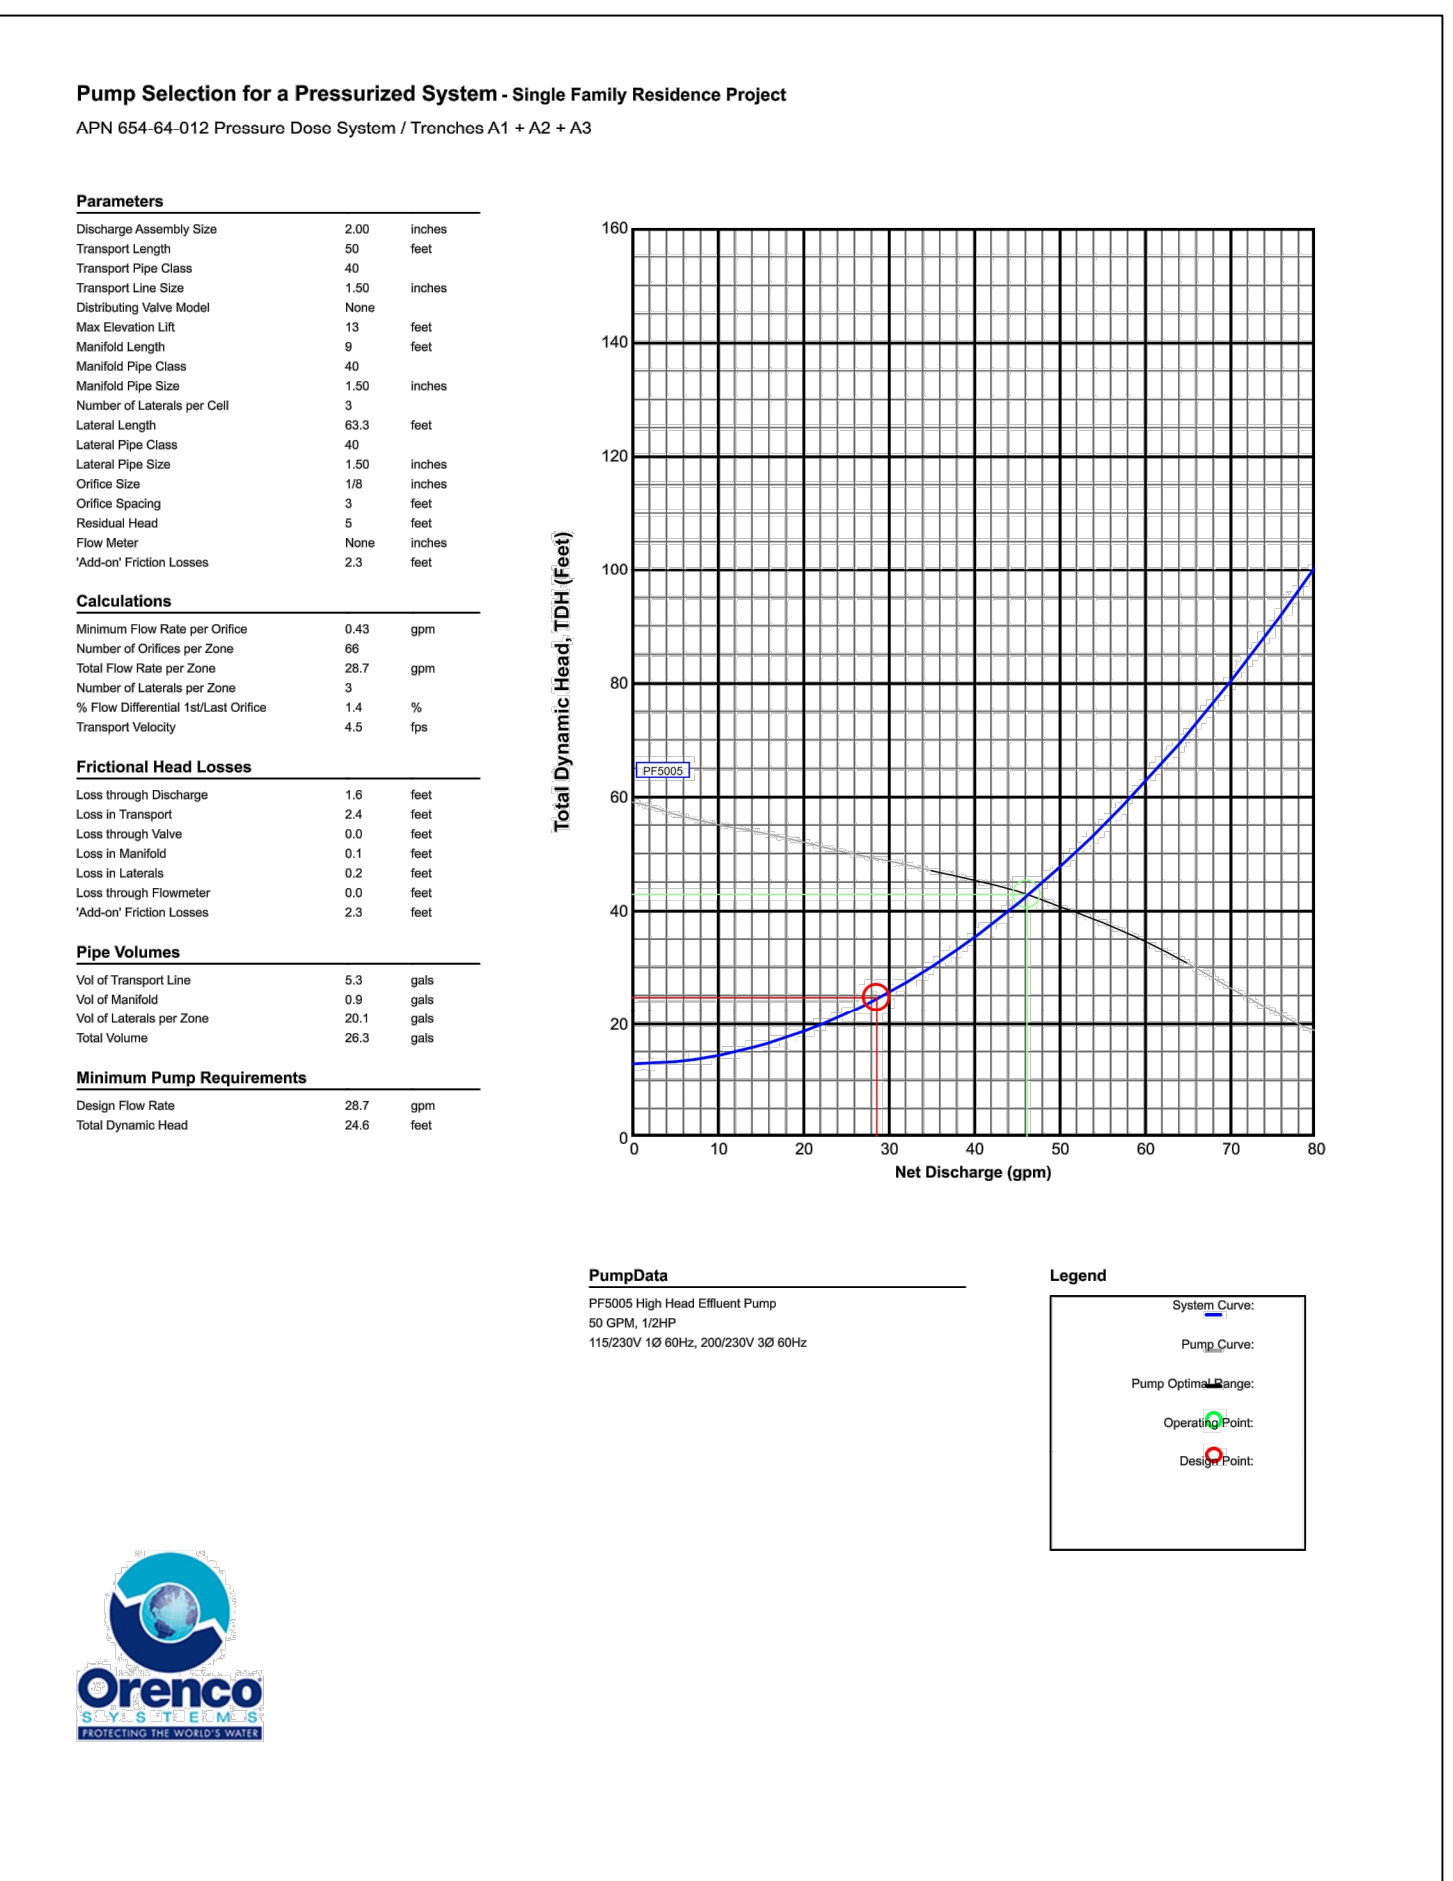 Pump Selection for a Pressurized System - Single Family Residence Project
APN 654-64-012 Pressure Dose System / Trenches A1 + A2 + A3
Parameters
Discharge Assembly Size 2.00 inches
Transport Length 50 feet
Transport Pipe Class 40
Transport Line Size 1.50 inches
Distributing Valve Model None
Max Elevation Lift 13 feet
Manifold Length 9 feet
Manifold Pipe Class 40
Manifold Pipe Size 1.50 inches
Number of Laterals per Cell 3
Lateral Length 63.3 feet
Lateral Pipe Class 40
Lateral Pipe Size 1.50 inches
Orifice Size 1/8 inches
Orifice Spacing 3 feet
Residual Head 5 feet
Flow Meter None inches
'Add-on' Friction Losses 2.3 feet
Calculations
Minimum Flow Rate per Orifice 0.43 gpm
Number of Orifices per Zone 66
Total Flow Rate per Zone 28.7 gpm
Number of Laterals per Zone 3
% Flow Differential 1st/Last Orifice 1.4 %
Transport Velocity 4.5 fps
Frictional Head Losses
Loss through Discharge 1.6 feet
Loss in Transport 2.4 feet
Loss through Valve 0.0 feet
Loss in Manifold 0.1 feet
Loss in Laterals 0.2 feet
Loss through Flowmeter 0.0 feet
'Add-on' Friction Losses 2.3 feet
Pipe Volumes
Vol of Transport Line 5.3 gals
Vol of Manifold 0.9 gals
Vol of Laterals per Zone 20.1 gals
Total Volume 26.3 gals
Minimum Pump Requirements
Design Flow Rate 28.7 gpm
Total Dynamic Head 24.6 feet
Total Dynamic Head, TDH (Feet)
160
140
120
100
80
60
40
20
0
PF5005
0 10 20 30 40 50 60 70 80
Net Discharge (gpm)
PumpData
PF5005 High Head Effluent Pump
50 GPM, 1/2HP
115/230V 1Ø 60Hz, 200/230V 3Ø 60Hz
Legend
System Curve:
Pump Curve:
Pump Optimal Range:
Operating Point:
Design Point:
Orenco
SYSTEMS
PROTECTING THE WORLD'S WATER